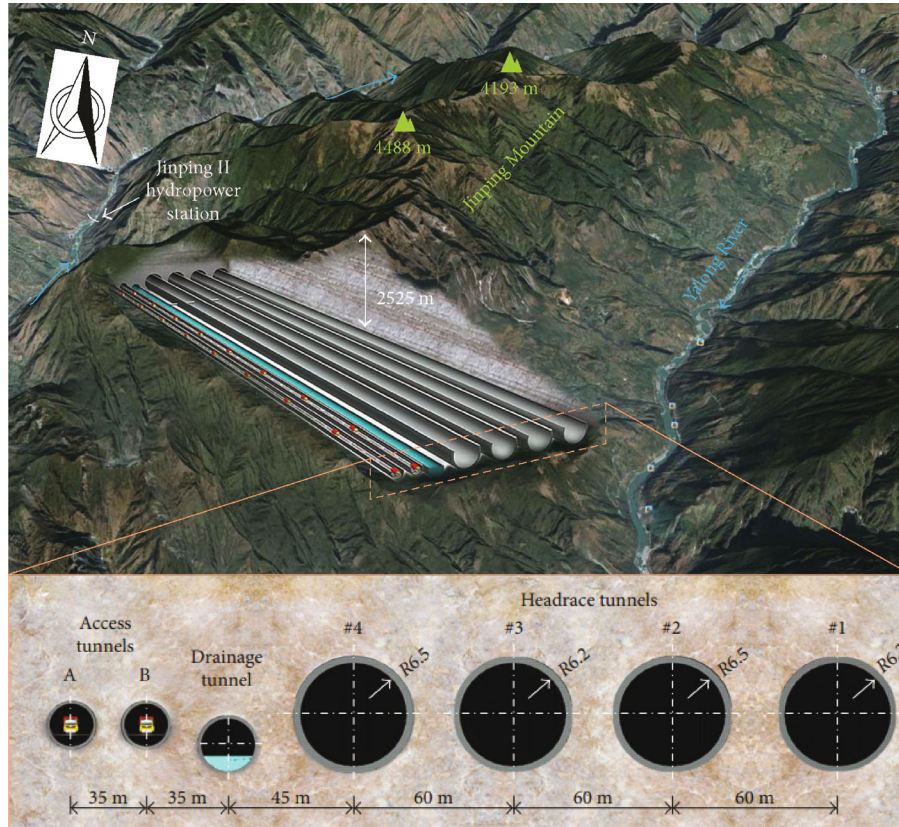 N
4193 m
4488 m
Jinping Mountain
Jinping II
hydropower
station
2525 m
Yalong River
Headrace tunnels
Access
tunnels
#4
#3
#2
#1
Drainage
tunnel
A
B
R6.5
R6.2
R6.5
35 m
35 m
45 m
60 m
60 m
60 m